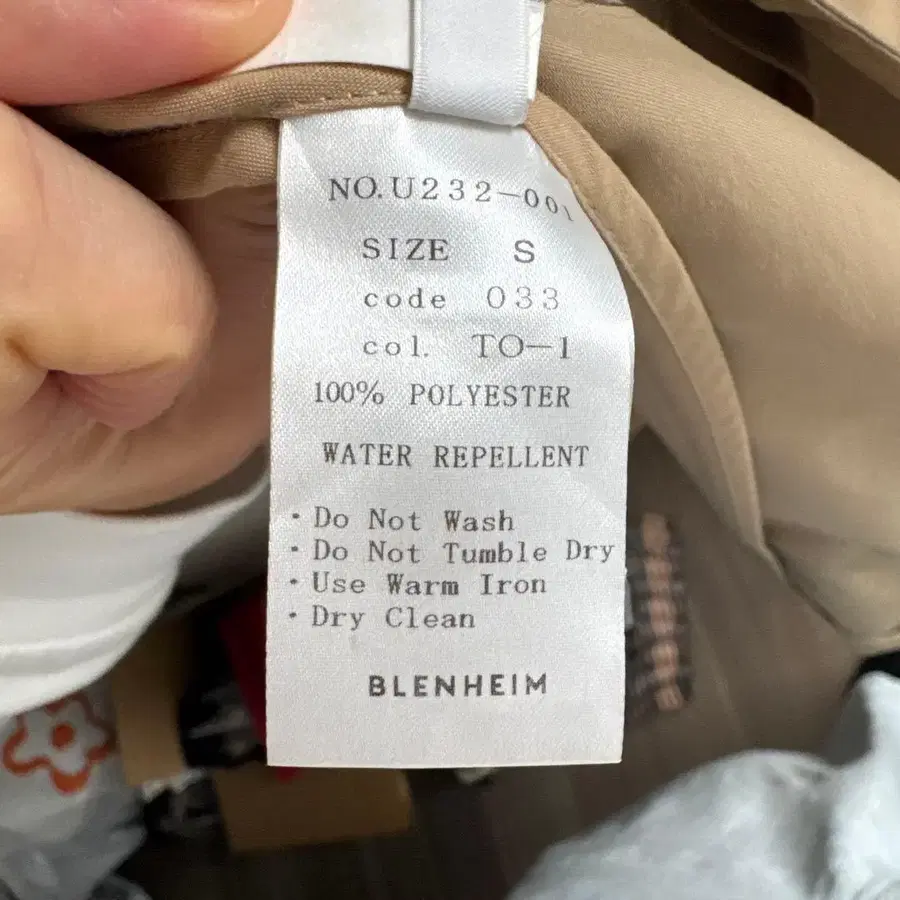 NO.U232-001
SIZE S
code 033
col. TO-1
100% POLYESTER
WATER REPELLENT
・Do Not Wash
・Do Not Tumble Dry
・Use Warm Iron
・Dry Clean
BLENHEIM